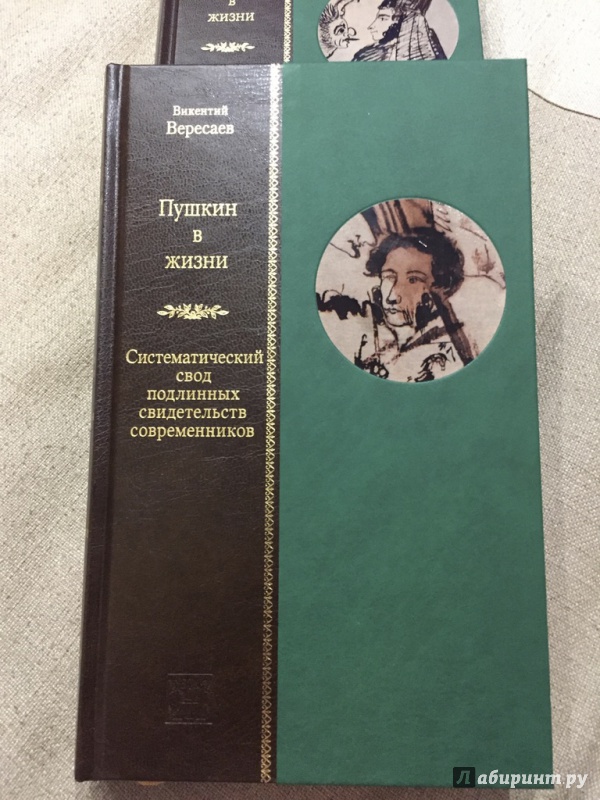 в
жизни
Викентий
Вересаев
Пушкин
в
жизни
Систематический
свод
подлинных
свидетельств
современников
Лабиринт.ру